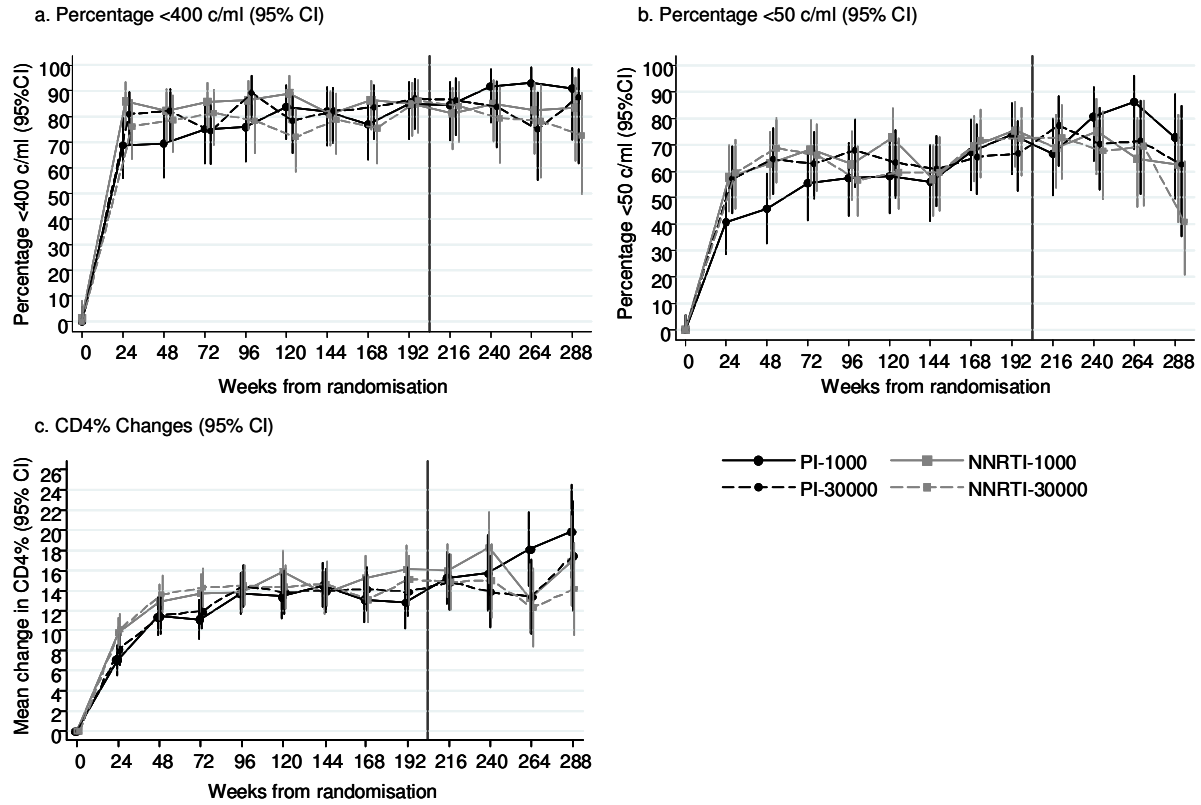 a. Percentage <400 c/ml (95% CI)
Percentage <400 c/ml (95%CI)
100
90
80
70
60
50
40
30
20
10
0
0 24 48 72 96 120 144 168 192 216 240 264 288
Weeks from randomisation
b. Percentage <50 c/ml (95% CI)
Percentage <50 c/ml (95%CI)
100
90
80
70
60
50
40
30
20
10
0
0 24 48 72 96 120 144 168 192 216 240 264 288
Weeks from randomisation
c. CD4% Changes (95% CI)
Mean change in CD4% (95% CI)
26
24
22
20
18
16
14
12
10
8
6
4
2
0
0 24 48 72 96 120 144 168 192 216 240 264 288
Weeks from randomisation
PI-1000 NNRTI-1000
PI-30000 NNRTI-30000